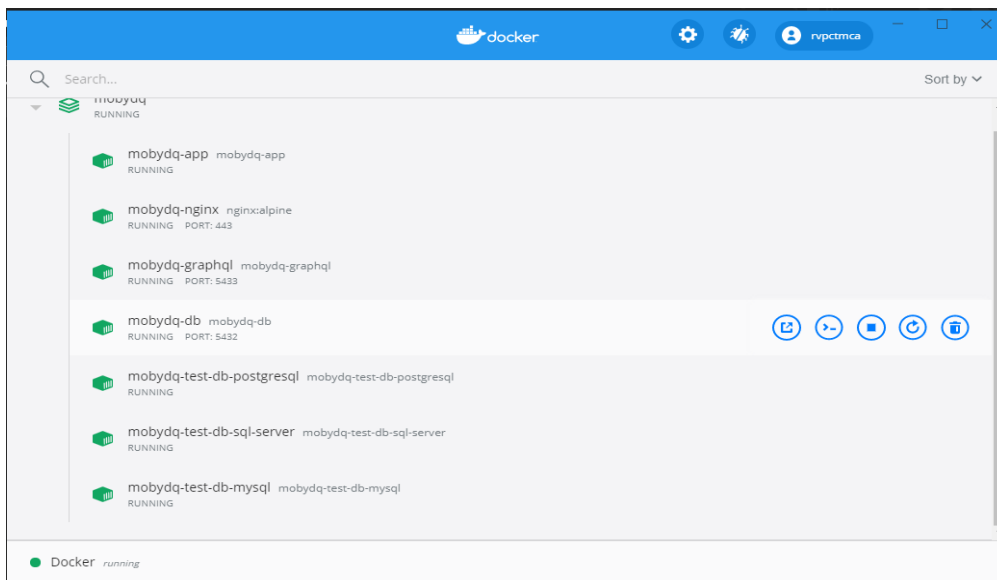 docker
rvpctmca
Search...
Sort by
mobydq
RUNNING
mobydq-app mobydq-app
RUNNING
mobydq-nginx nginx:alpine
RUNNING PORT: 443
mobydq-graphql mobydq-graphql
RUNNING PORT: 5433
mobydq-db mobydq-db
RUNNING PORT: 5432
mobydq-test-db-postgresql mobydq-test-db-postgresql
RUNNING
mobydq-test-db-sql-server mobydq-test-db-sql-server
RUNNING
mobydq-test-db-mysql mobydq-test-db-mysql
RUNNING
Docker running